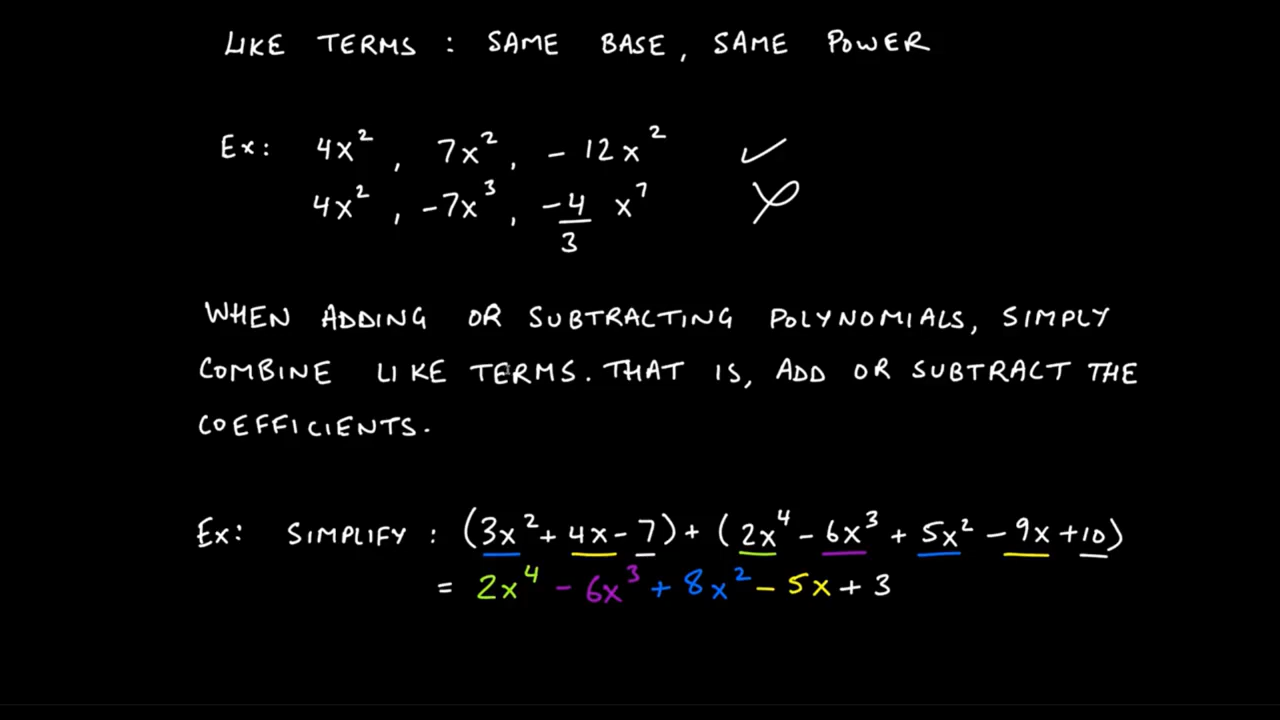 LIKE TERMS : SAME BASE, SAME POWER
Ex: 4x², 7x², -12x² ✓
4x², -7x³, -4/3 x⁷ ✗
WHEN ADDING OR SUBTRACTING POLYNOMIALS, SIMPLY
COMBINE LIKE TERMS. THAT IS, ADD OR SUBTRACT THE
COEFFICIENTS.
Ex: SIMPLIFY : (3x² + 4x - 7) + (2x⁴ - 6x³ + 5x² - 9x + 10)
= 2x⁴ - 6x³ + 8x² - 5x + 3